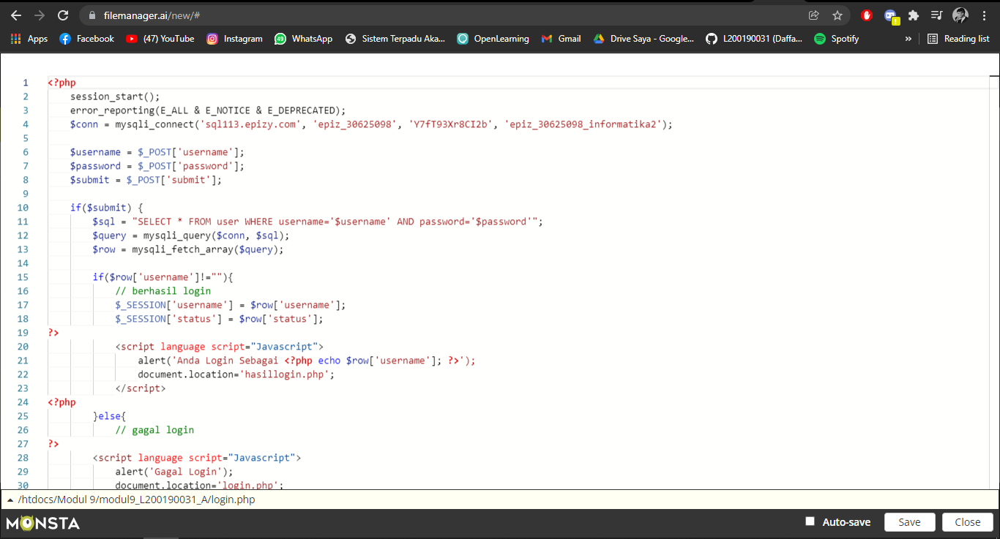 filemanager.ai/new/#
Apps Facebook (47) YouTube Instagram WhatsApp Sistem Terpadu Aka... OpenLearning Gmail Drive Saya - Google... L200190031 (Daffa... Spotify » Reading list
1 <?php
2 session_start();
3 error_reporting(E_ALL & E_NOTICE & E_DEPRECATED);
4 $conn = mysqli_connect('sql113.epizy.com', 'epiz_30625098', 'Y7fT93Xr8CI2b', 'epiz_30625098_informatika2');
5
6 $username = $_POST['username'];
7 $password = $_POST['password'];
8 $submit = $_POST['submit'];
9
10 if($submit) {
11 $sql = "SELECT * FROM user WHERE username='$username' AND password='$password'";
12 $query = mysqli_query($conn, $sql);
13 $row = mysqli_fetch_array($query);
14
15 if($row['username']!=""){
16 // berhasil login
17 $_SESSION['username'] = $row['username'];
18 $_SESSION['status'] = $row['status'];
19 ?>
20 <script language script="Javascript">
21 alert('Anda Login Sebagai <?php echo $row['username']; ?>');
22 document.location='hasillogin.php';
23 </script>
24 <?php
25 }else{
26 // gagal login
27 ?>
28 <script language script="Javascript">
29 alert('Gagal Login');
30 document.location='login.php';
/htdocs/Modul 9/modul9_L200190031_A/login.php
MONSTA Auto-save Save Close